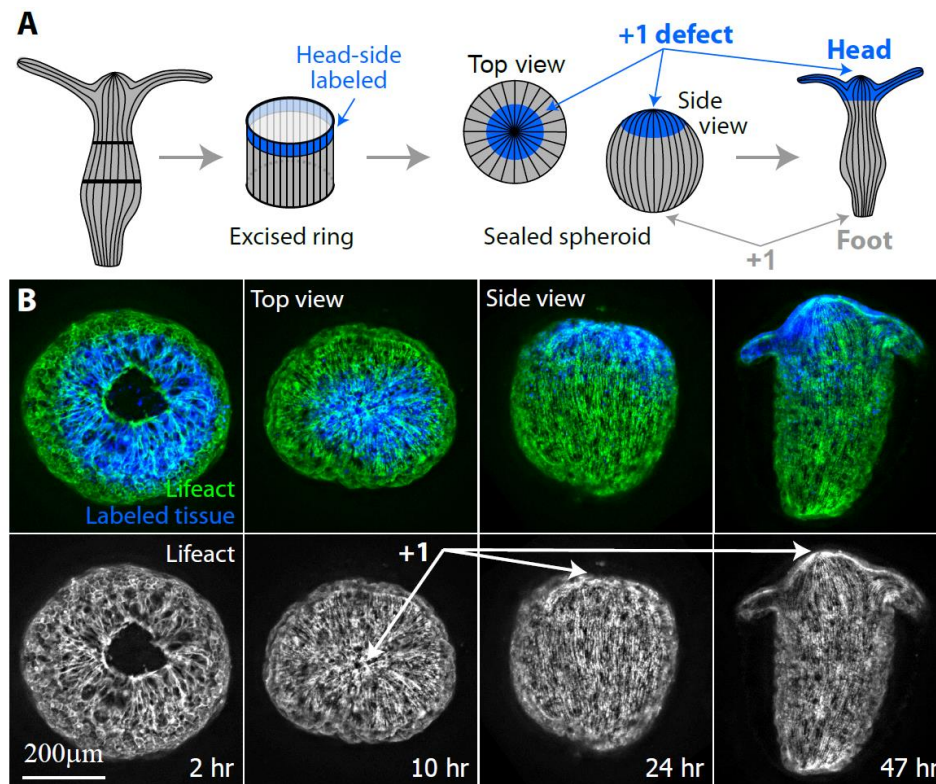 A
Head-side
labeled
Excised ring
+1 defect
Top view
Side
view
Sealed spheroid
+1
Head
Foot
B
Top view
Side view
Lifeact
Labeled tissue
Lifeact
+1
200μm
2 hr
10 hr
24 hr
47 hr